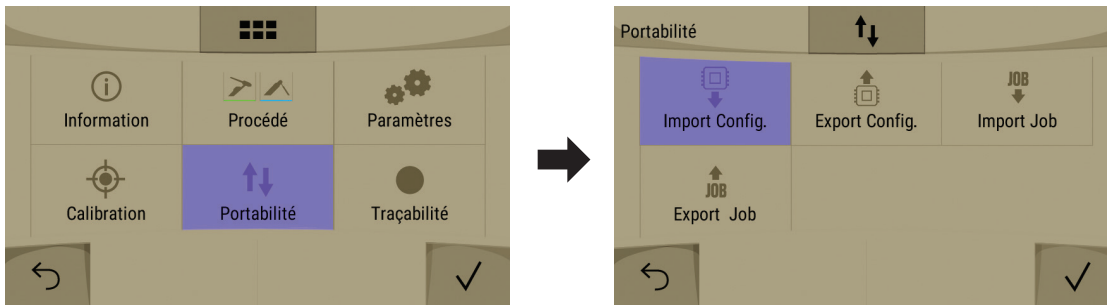 Information Procédé Paramètres
Calibration Portabilité Traçabilité
Portabilité
JOB
Import Config. Export Config. Import Job
JOB
Export Job